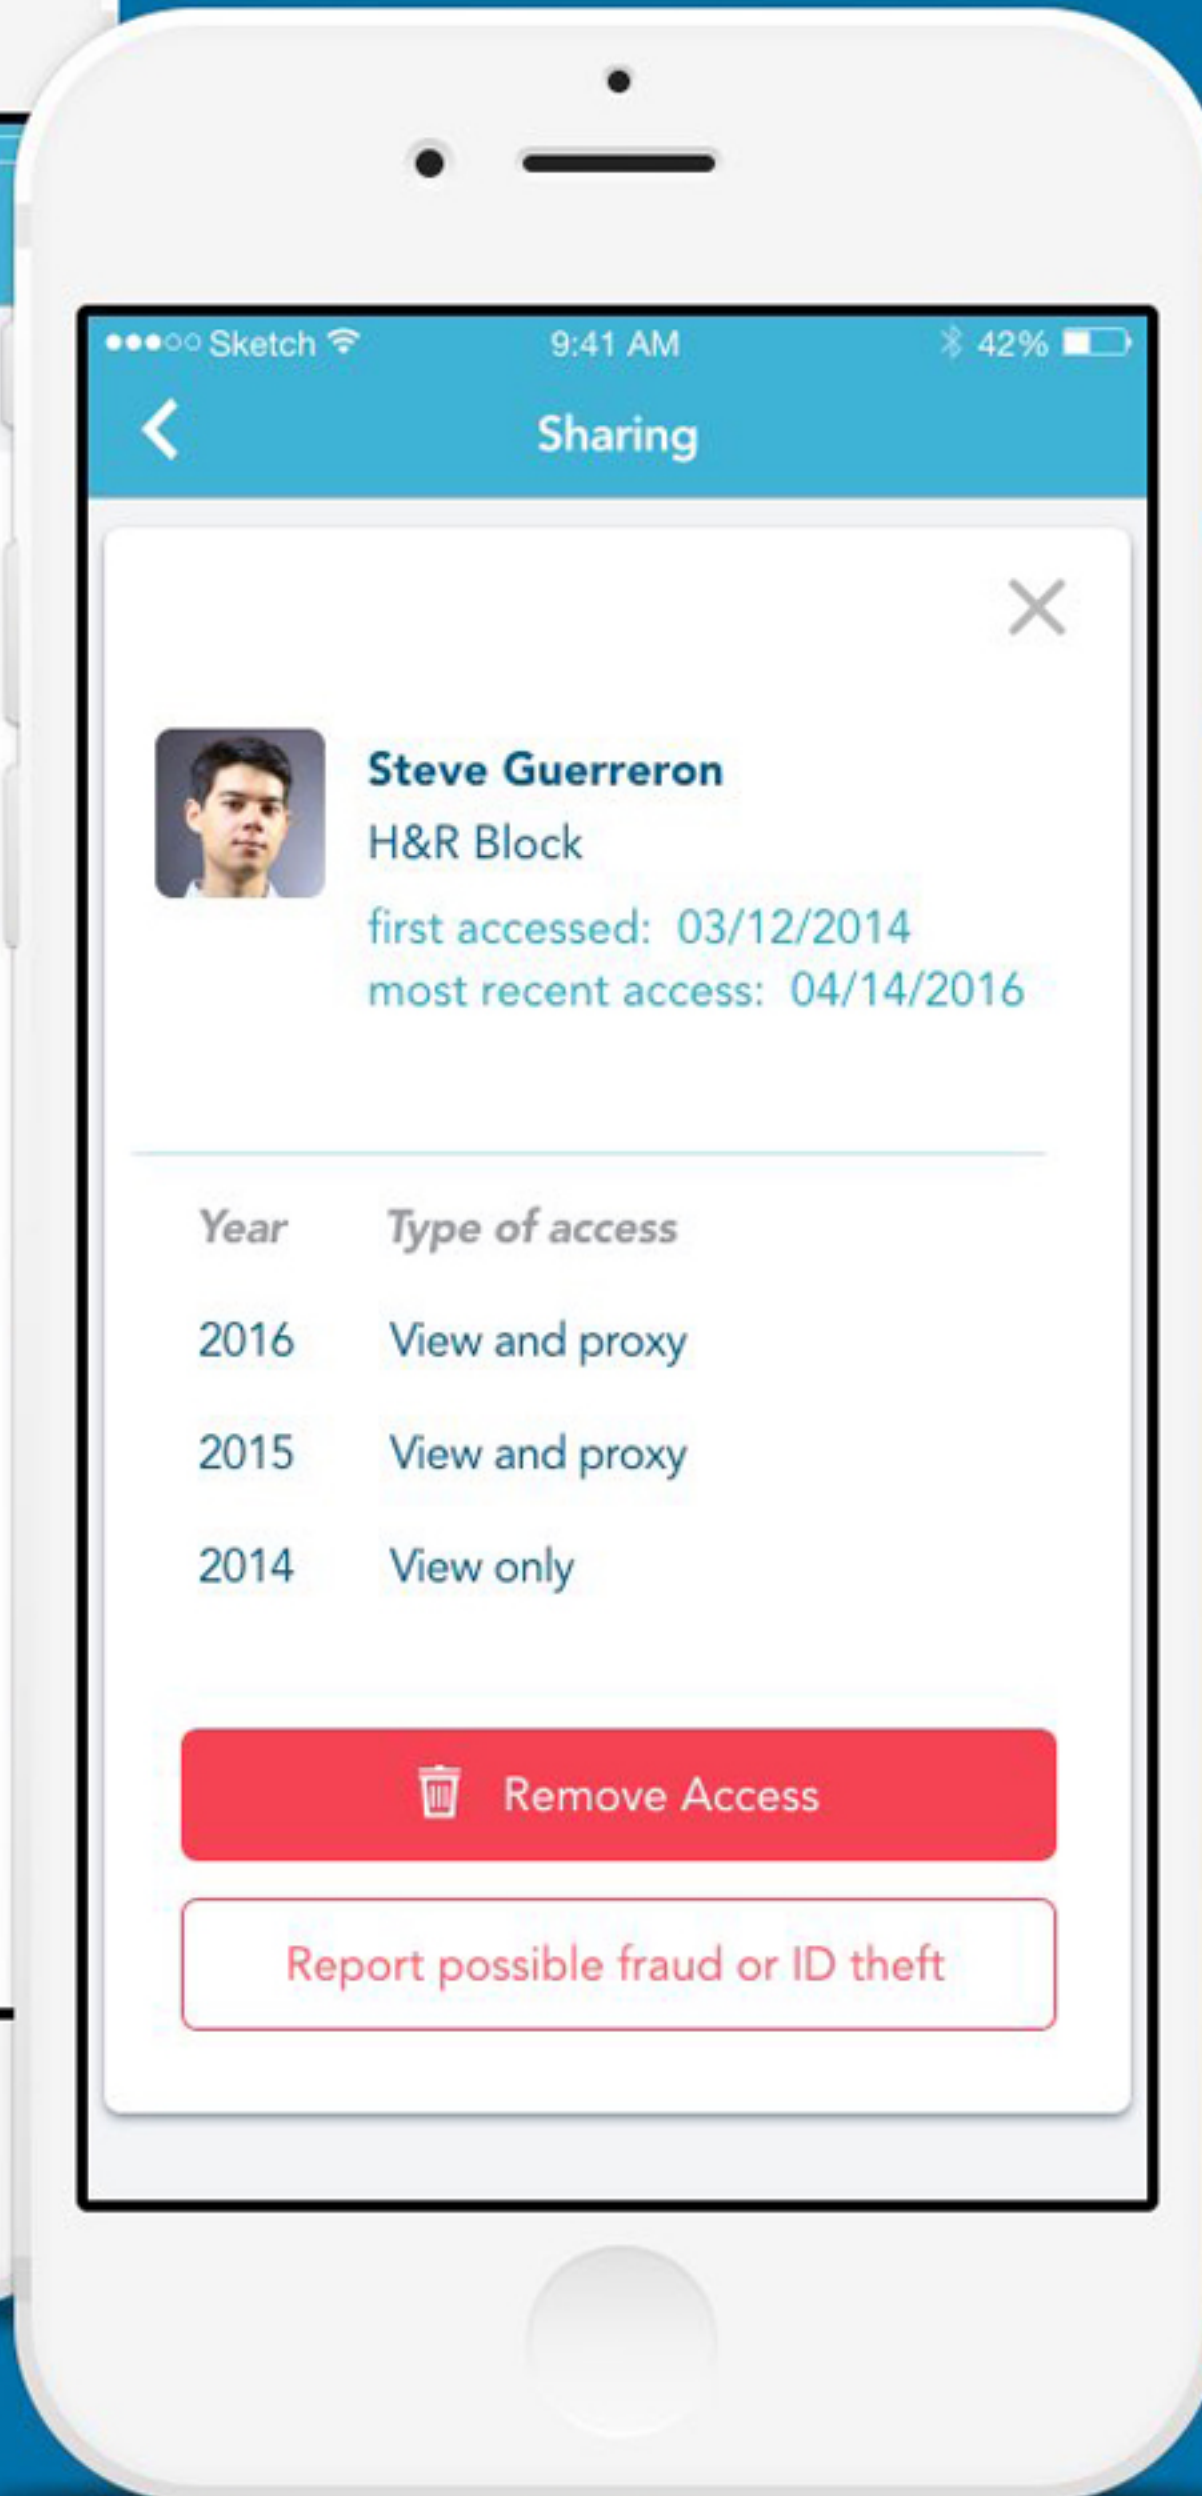 Sketch 9:41 AM 42%
Sharing
Steve Guerreron
H&R Block
first accessed: 03/12/2014
most recent access: 04/14/2016
Year Type of access
2016 View and proxy
2015 View and proxy
2014 View only
Remove Access
Report possible fraud or ID theft